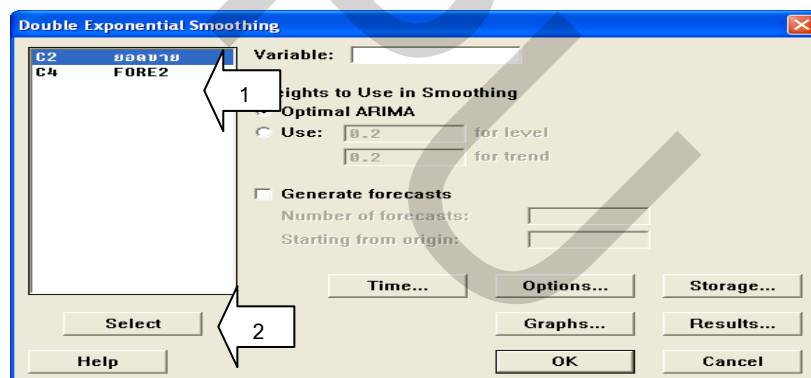 Double Exponential Smoothing
C2 ยอดขาย
C4 FORE2
Variable:
1
eights to Use in Smoothing
Optimal ARIMA
Use: 0.2 for level
0.2 for trend
Generate forecasts
Number of forecasts:
Starting from origin:
Time... Options... Storage...
Select
2
Graphs... Results...
Help OK Cancel